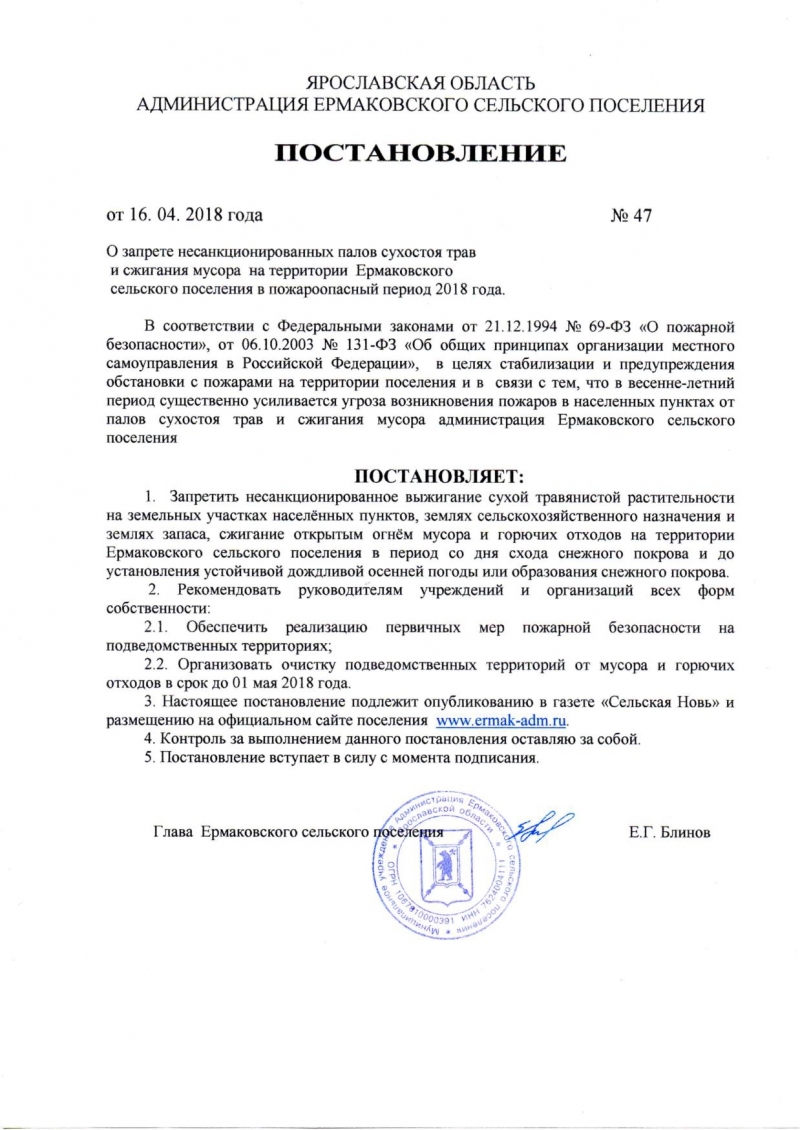 ЯРОСЛАВСКАЯ ОБЛАСТЬ
АДМИНИСТРАЦИЯ ЕРМАКОВСКОГО СЕЛЬСКОГО ПОСЕЛЕНИЯ
ПОСТАНОВЛЕНИЕ
от 16. 04. 2018 года № 47
О запрете несанкционированных палов сухостоя трав
и сжигания мусора на территории Ермаковского
сельского поселения в пожароопасный период 2018 года.
В соответствии с Федеральными законами от 21.12.1994 № 69-ФЗ «О пожарной
безопасности», от 06.10.2003 № 131-ФЗ «Об общих принципах организации местного
самоуправления в Российской Федерации», в целях стабилизации и предупреждения
обстановки с пожарами на территории поселения и в связи с тем, что в весенне-летний
период существенно усиливается угроза возникновения пожаров в населенных пунктах от
палов сухостоя трав и сжигания мусора администрация Ермаковского сельского
поселения
ПОСТАНОВЛЯЕТ:
1. Запретить несанкционированное выжигание сухой травянистой растительности
на земельных участках населённых пунктов, землях сельскохозяйственного назначения и
землях запаса, сжигание открытым огнём мусора и горючих отходов на территории
Ермаковского сельского поселения в период со дня схода снежного покрова и до
установления устойчивой дождливой осенней погоды или образования снежного покрова.
2. Рекомендовать руководителям учреждений и организаций всех форм
собственности:
2.1. Обеспечить реализацию первичных мер пожарной безопасности на
подведомственных территориях;
2.2. Организовать очистку подведомственных территорий от мусора и горючих
отходов в срок до 01 мая 2018 года.
3. Настоящее постановление подлежит опубликованию в газете «Сельская Новь» и
размещению на официальном сайте поселения www.ermak-adm.ru.
4. Контроль за выполнением данного постановления оставляю за собой.
5. Постановление вступает в силу с момента подписания.
Глава Ермаковского сельского поселения Е.Г. Блинов
Муниципальное учреждение Администрация Ермаковского сельского поселения
Ярославской области
ОГРН ИНН 7624004111